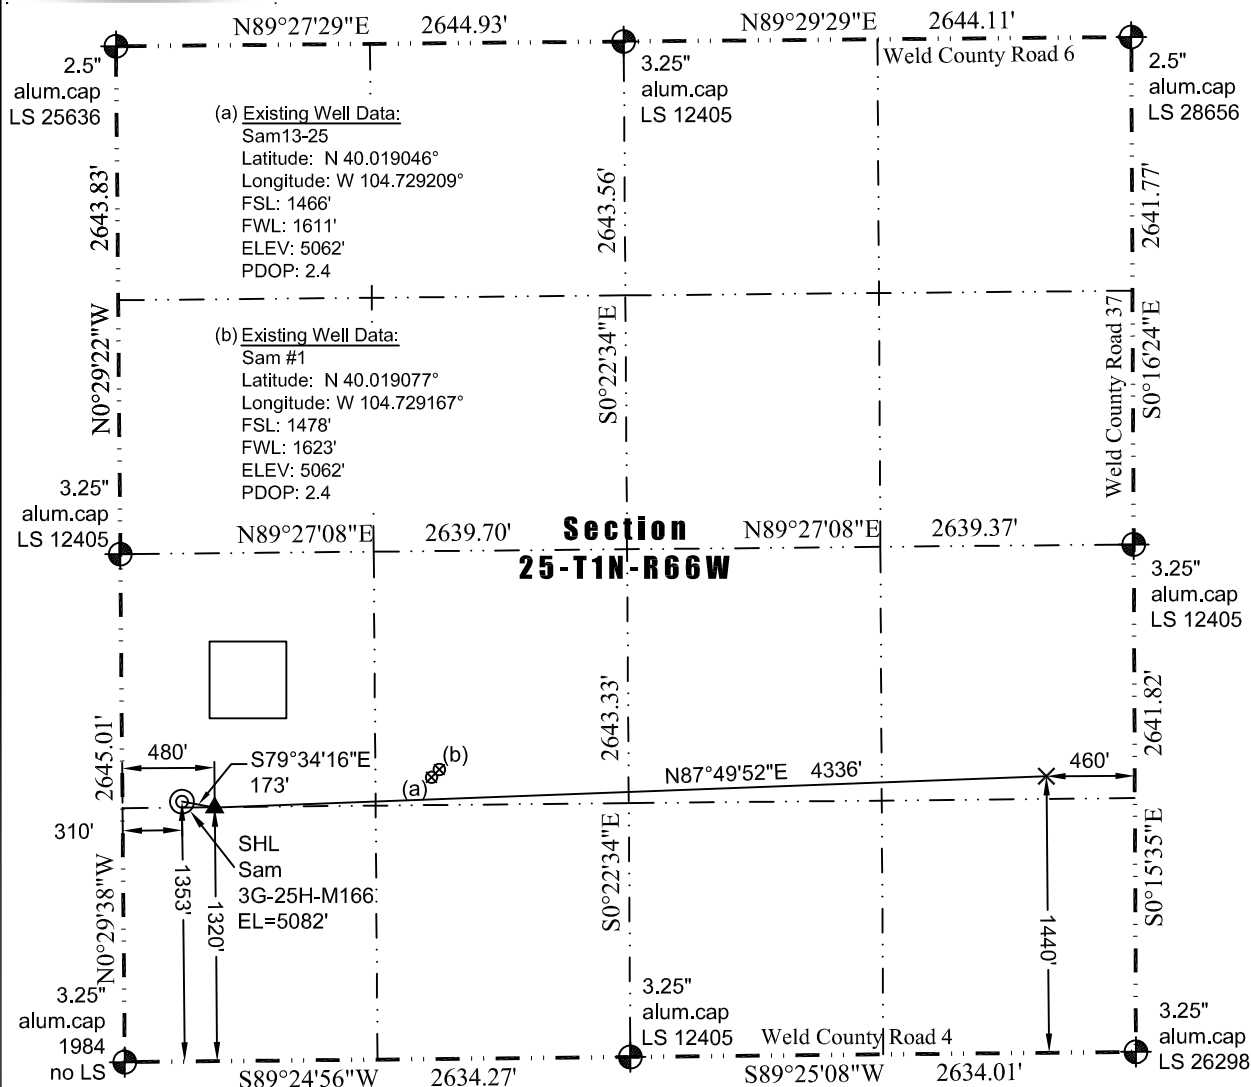 N89°27'29"E 2644.93' N89°29'29"E 2644.11'
Weld County Road 6
2.5"
alum.cap
LS 25636
3.25"
alum.cap
LS 12405
2.5"
alum.cap
LS 28656
(a) Existing Well Data:
Sam13-25
Latitude: N 40.019046°
Longitude: W 104.729209°
FSL: 1466'
FWL: 1611'
ELEV: 5062'
PDOP: 2.4
2643.83'
2643.56'
2641.77'
(b) Existing Well Data:
Sam #1
Latitude: N 40.019077°
Longitude: W 104.729167°
FSL: 1478'
FWL: 1623'
ELEV: 5062'
PDOP: 2.4
N0°29'22"W
S0°22'34"E
Weld County Road 37
S0°16'24"E
3.25"
alum.cap
LS 12405
N89°27'08"E 2639.70' Section N89°27'08"E 2639.37'
25-T1N-R66W
3.25"
alum.cap
LS 12405
2645.01'
2643.33'
2641.82'
480'
S79°34'16"E
173'
(b)
(a)
N87°49'52"E 4336'
460'
310'
SHL
Sam
3G-25H-M166
EL=5082'
1353'
1320'
1440'
N0°29'38"W
S0°22'34"E
S0°15'35"E
3.25"
alum.cap
1984
no LS
3.25"
alum.cap
LS 12405
Weld County Road 4
3.25"
alum.cap
LS 26298
S89°24'56"W 2634.27' S89°25'08"W 2634.01'